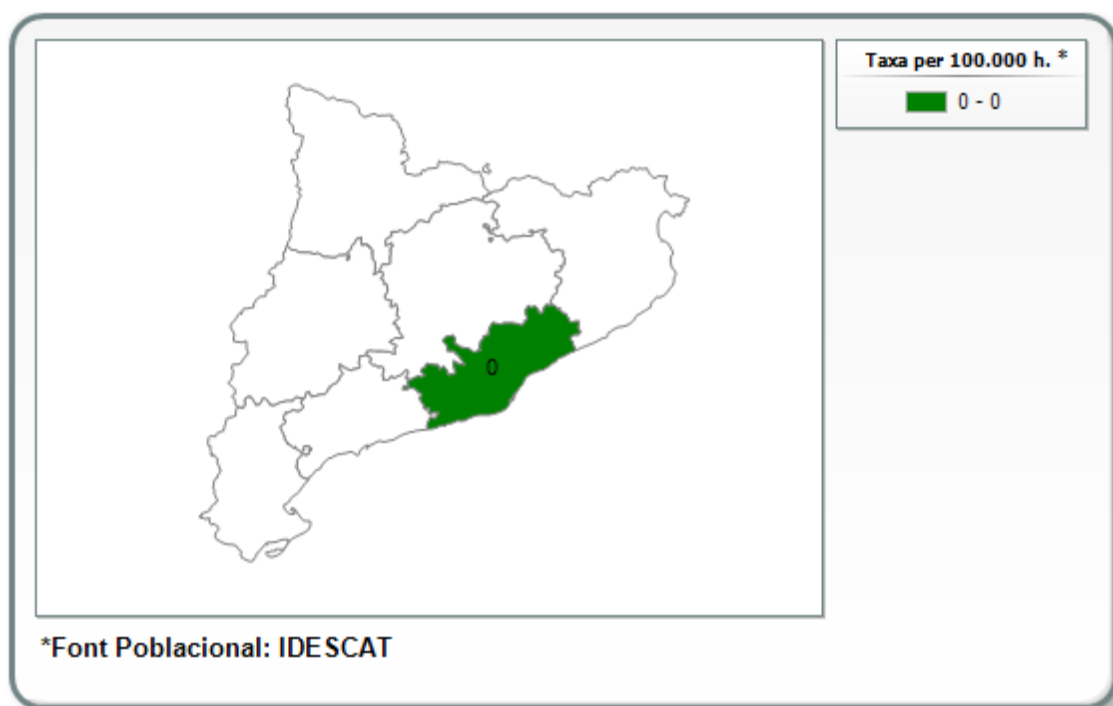 Taxa per 100.000 h. *
0 - 0
0
*Font Poblacional: IDESCAT